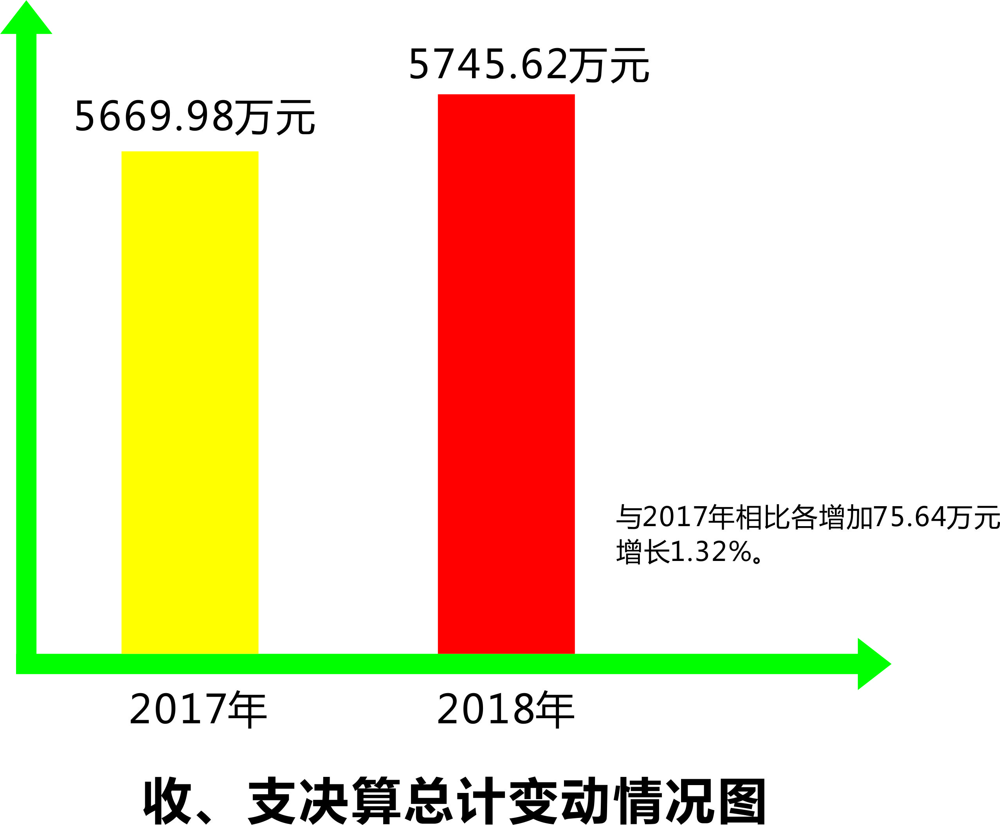 5745.62万元
5669.98万元
与2017年相比各增加75.64万元
增长1.32%。
2017年
2018年
收、支决算总计变动情况图